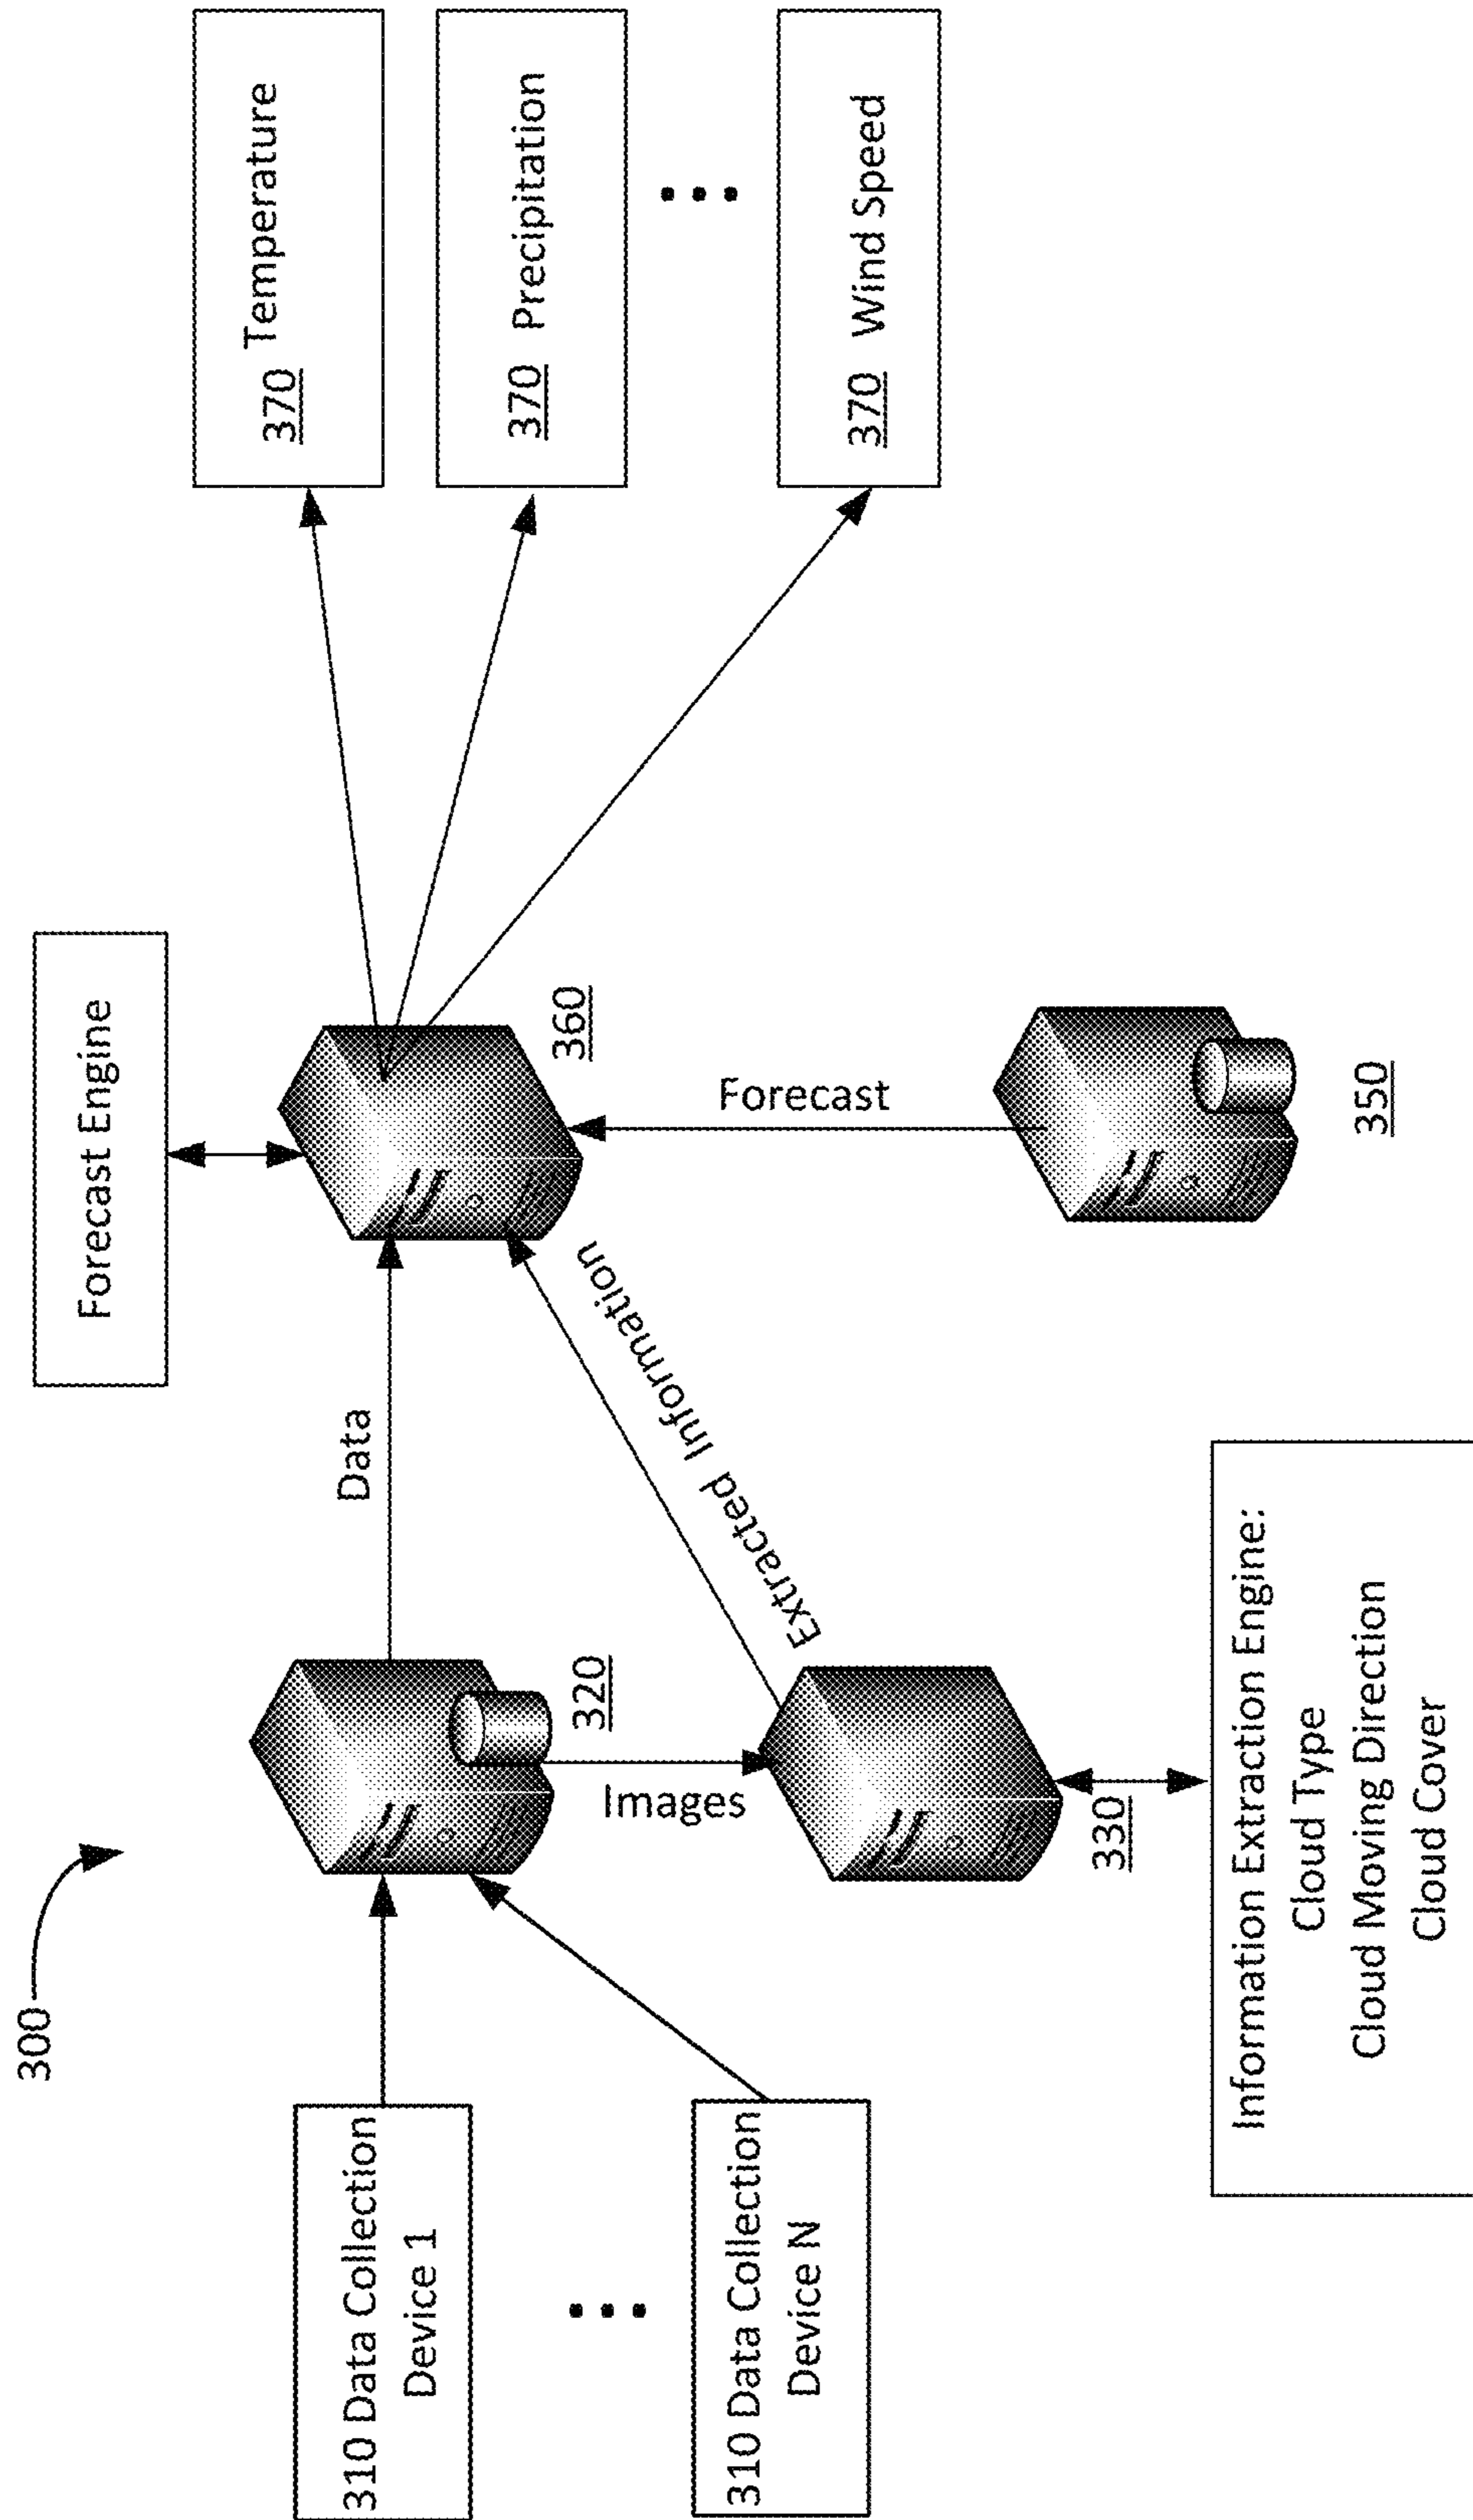 300
310 Data Collection
Device 1
310 Data Collection
Device N
320
Images
330
Information Extraction Engine:
Cloud Type
Cloud Moving Direction
Cloud Cover
Data
Extracted Information
Forecast Engine
360
Forecast
350
370 Temperature
370 Precipitation
370 Wind Speed